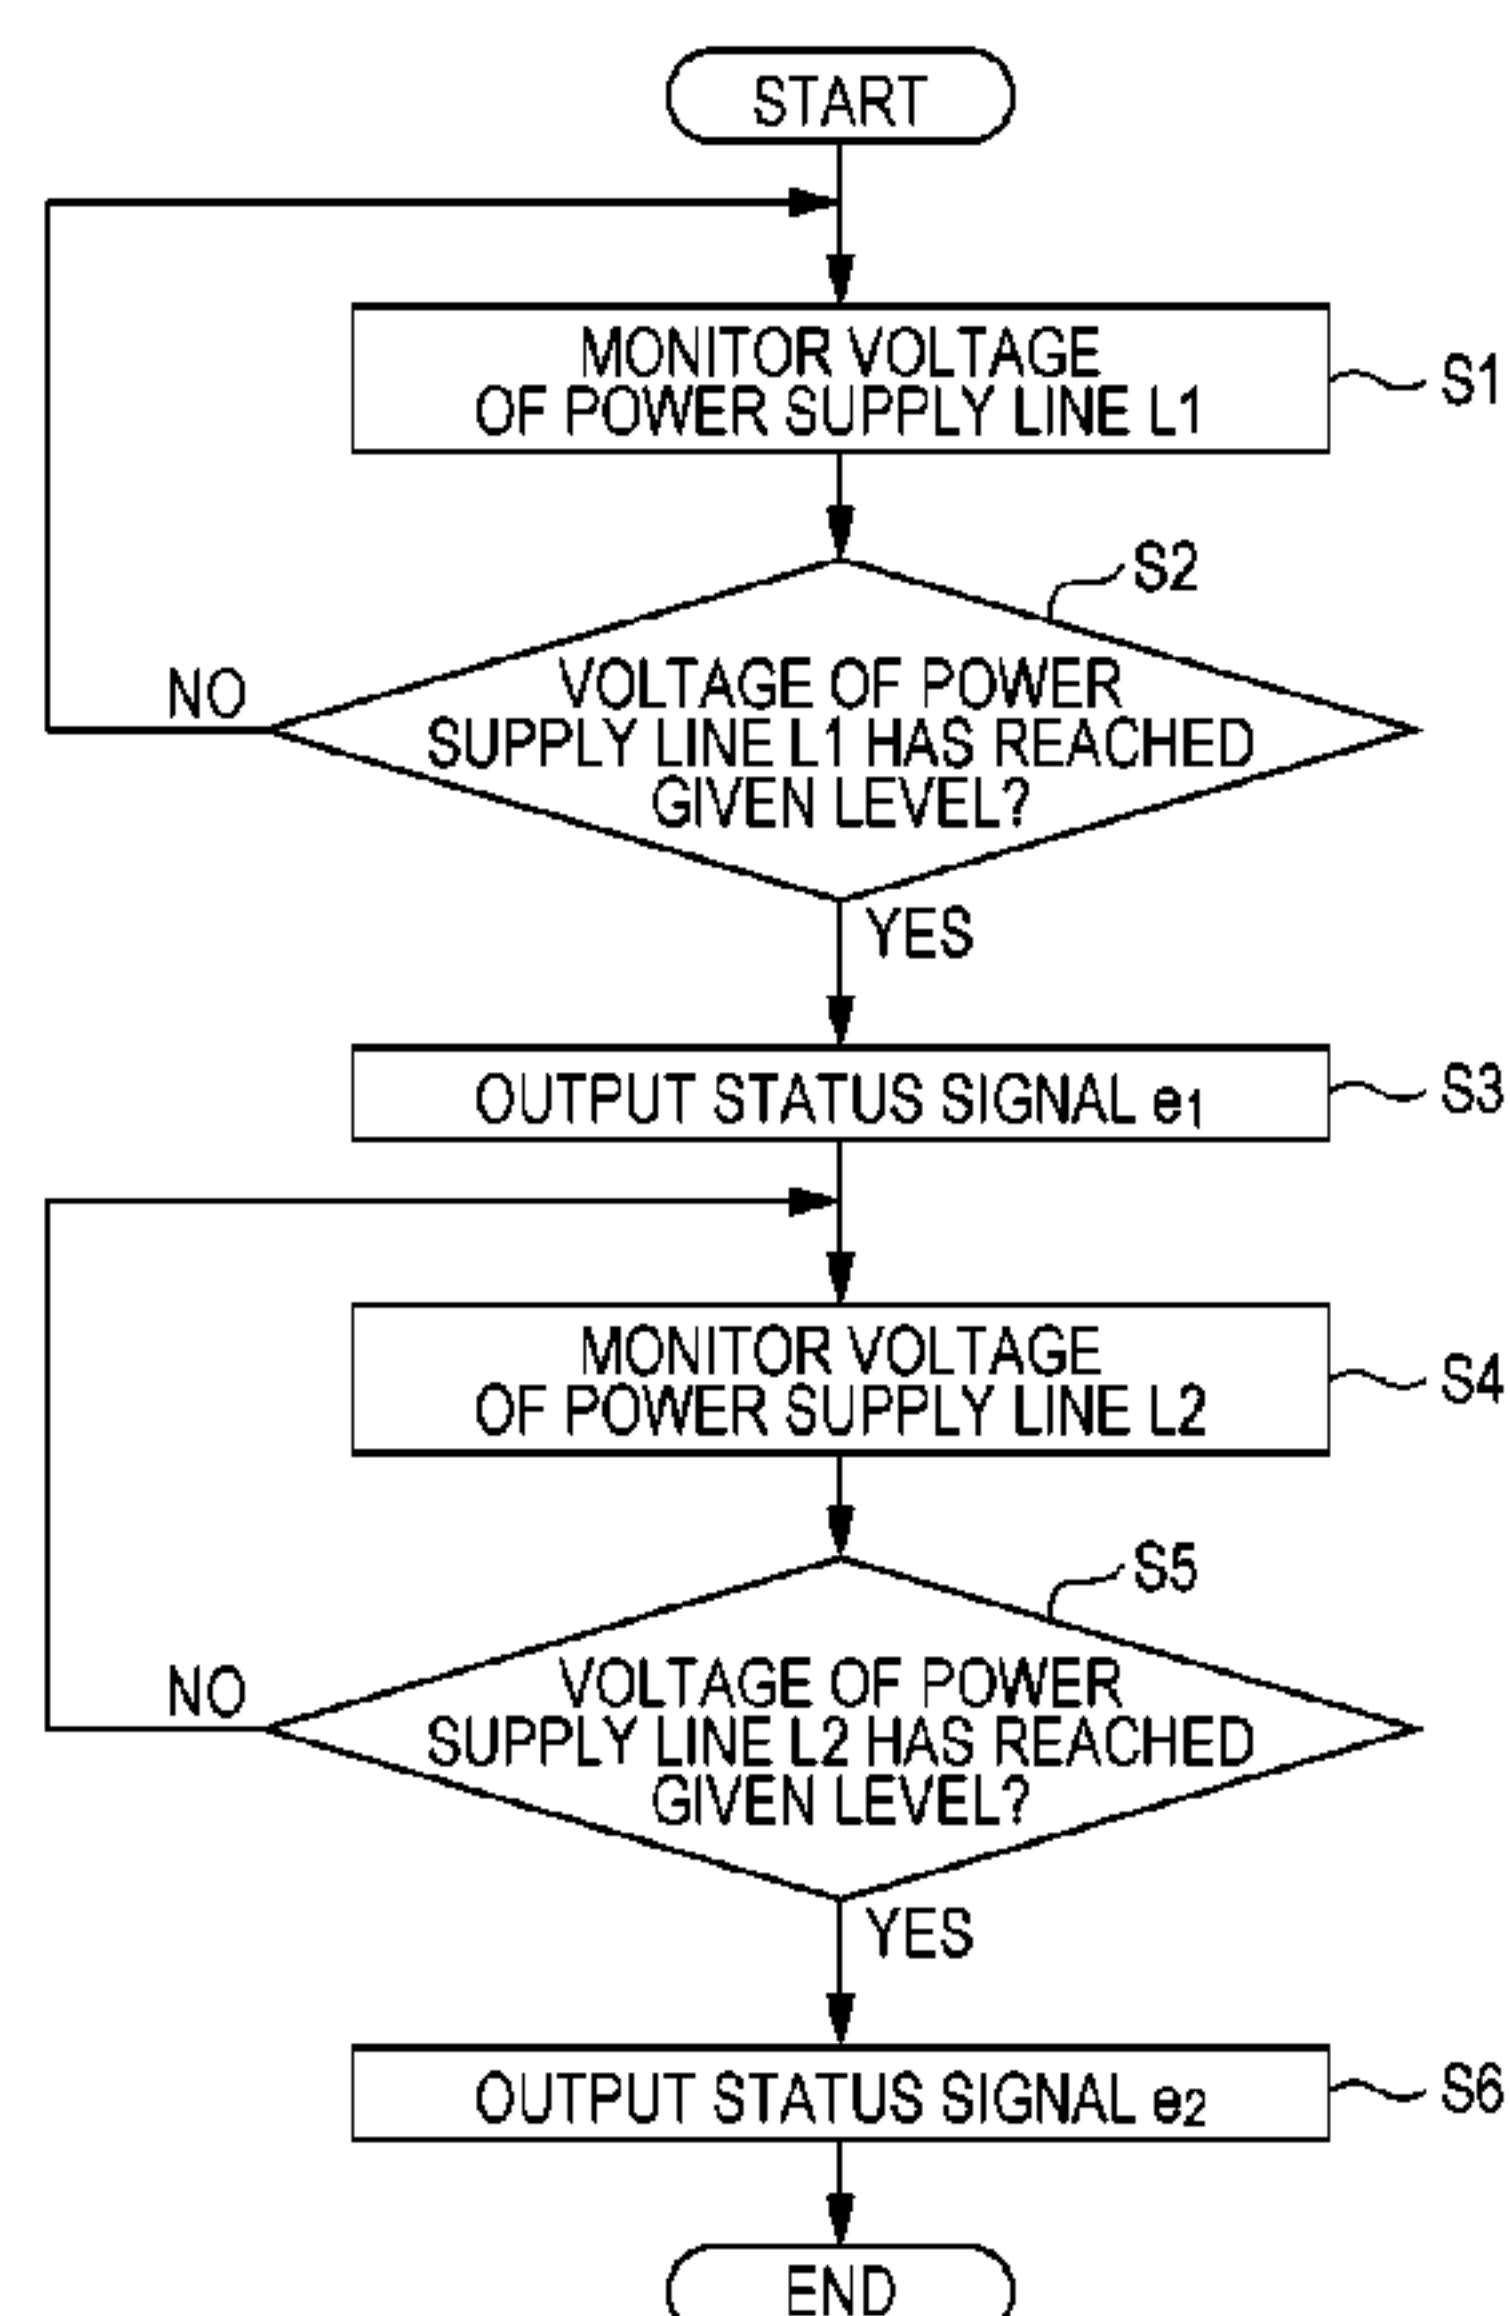 START
MONITOR VOLTAGE
OF POWER SUPPLY LINE L1
S1
S2
VOLTAGE OF POWER
SUPPLY LINE L1 HAS REACHED
GIVEN LEVEL?
NO
YES
OUTPUT STATUS SIGNAL e1
S3
MONITOR VOLTAGE
OF POWER SUPPLY LINE L2
S4
S5
VOLTAGE OF POWER
SUPPLY LINE L2 HAS REACHED
GIVEN LEVEL?
NO
YES
OUTPUT STATUS SIGNAL e2
S6
END